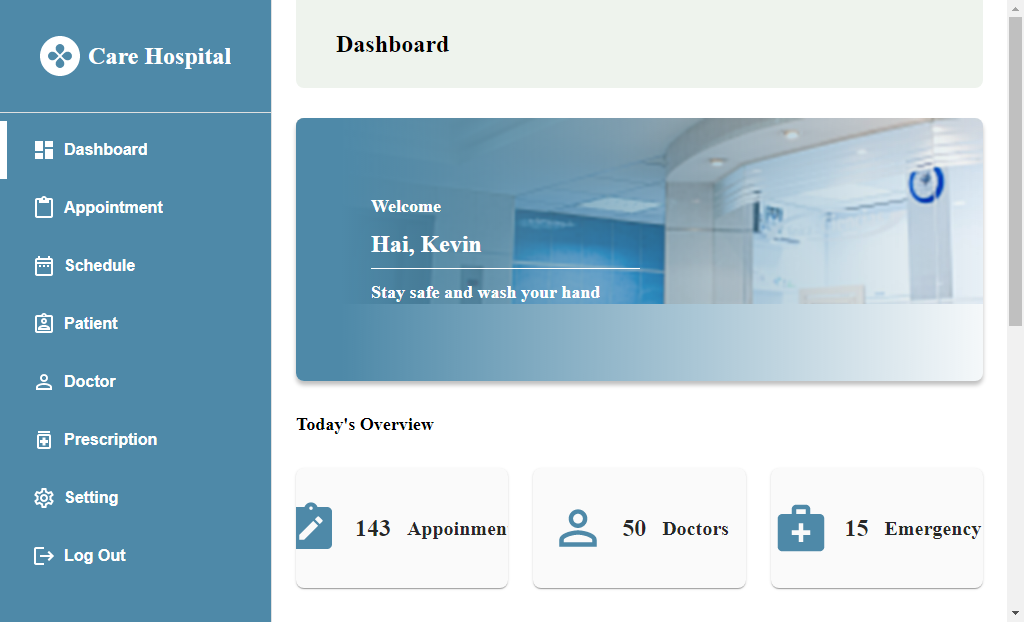 Care Hospital
Dashboard
Appointment
Schedule
Patient
Doctor
Prescription
Setting
Log Out
Dashboard
Welcome
Hai, Kevin
Stay safe and wash your hand
Today's Overview
143 Appoinmen
50 Doctors
15 Emergency